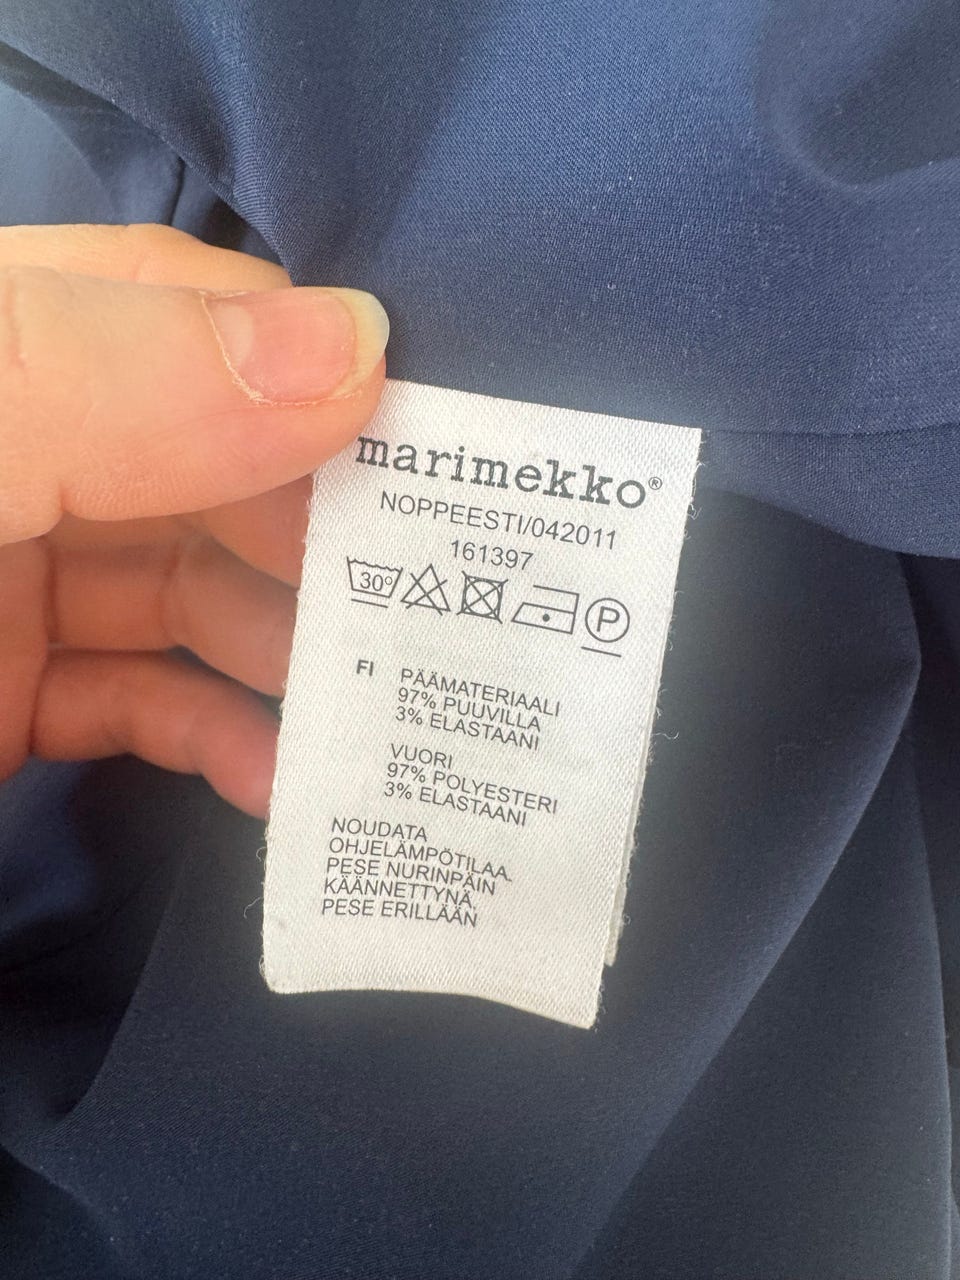 marimekko®
NOPPEESTI/042011
161397
30° P
FI PÄÄMATERIAALI
97% PUUVILLA
3% ELASTAANI
VUORI
97% POLYESTERI
3% ELASTAANI
NOUDATA
OHJELÄMPÖTILAA.
PESE NURINPÄIN
KÄÄNNETTYNÄ.
PESE ERILLÄÄN